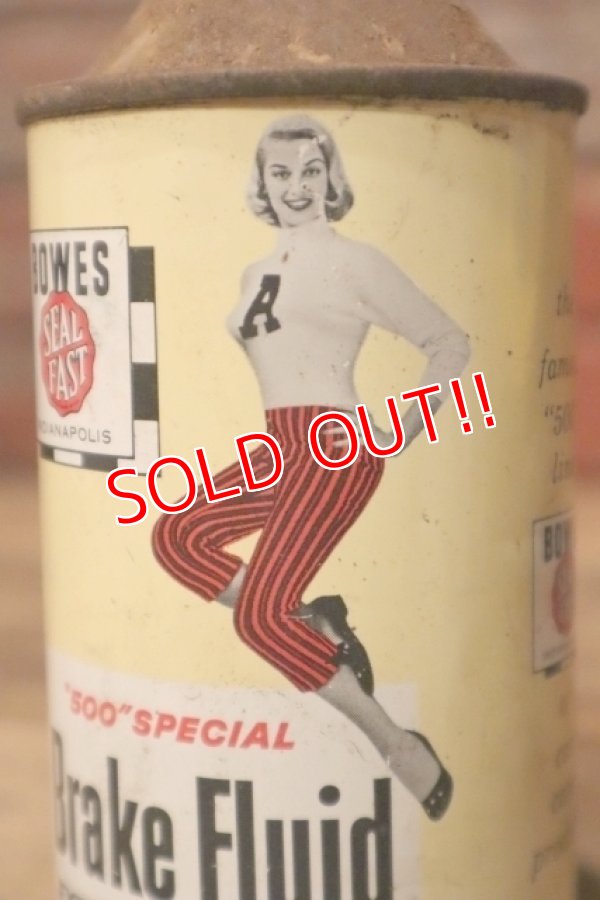 BOWES
SEAL
FAST
INDIANAPOLIS
A
SOLD OUT!!
"500" SPECIAL
Brake Fluid